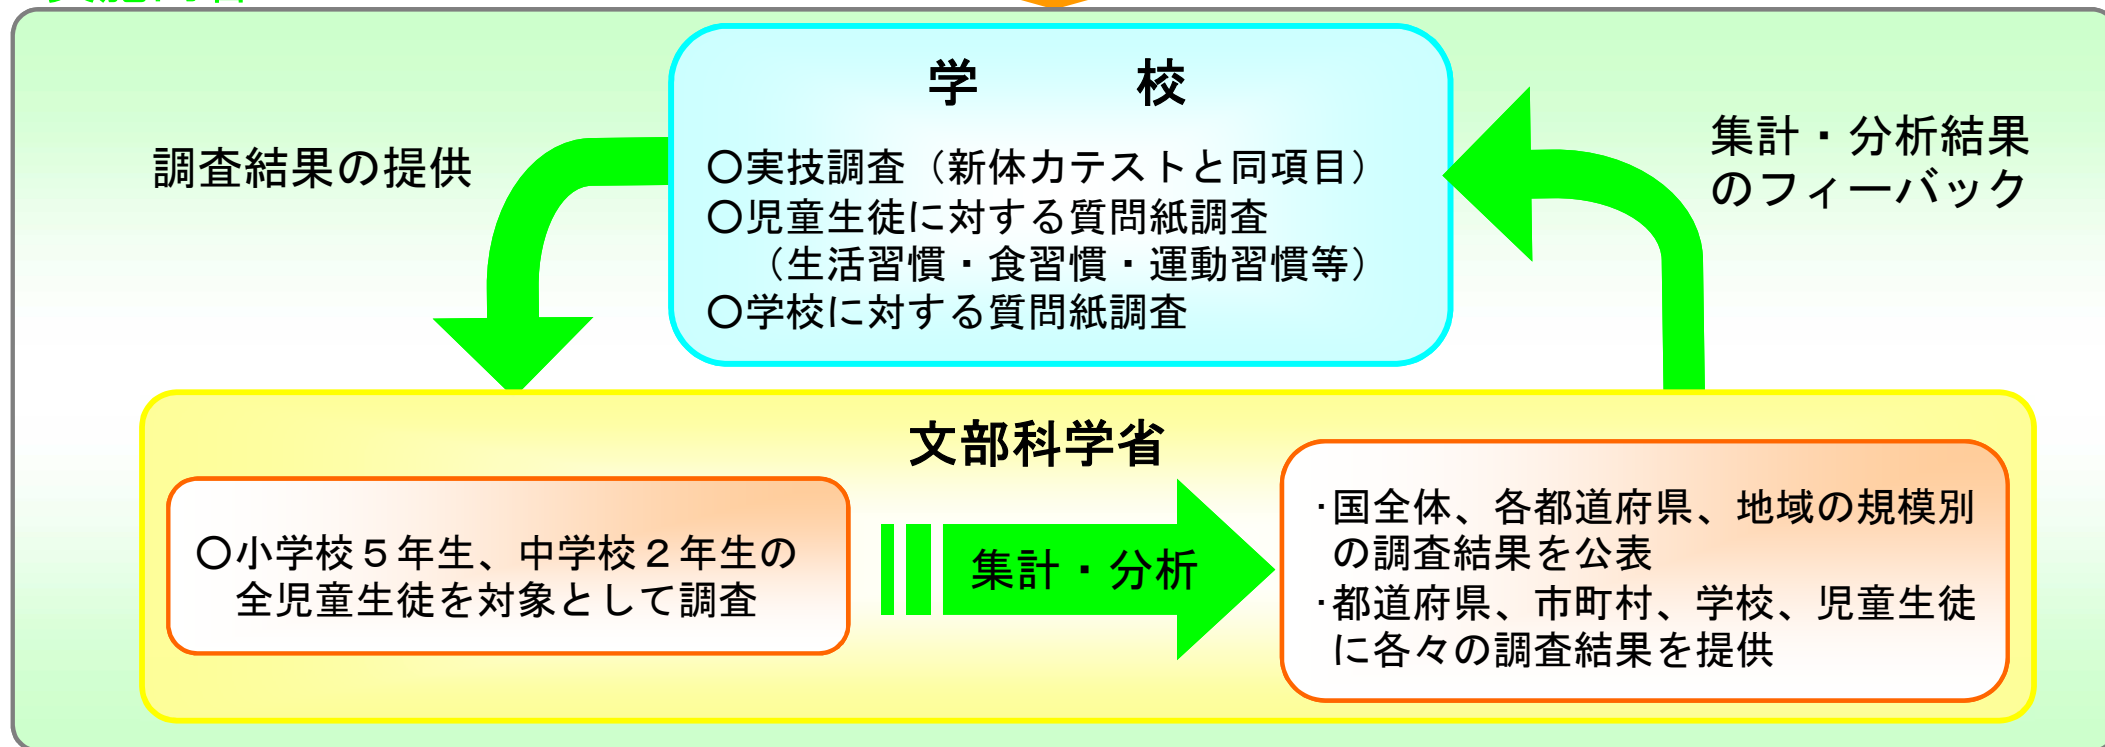 学　校
調査結果の提供
〇実技調査（新体力テストと同項目）
〇児童生徒に対する質問紙調査
（生活習慣・食習慣・運動習慣等）
〇学校に対する質問紙調査
集計・分析結果
のフィーバック
文部科学省
〇小学校５年生、中学校２年生の
全児童生徒を対象として調査
集計・分析
・国全体、各都道府県、地域の規模別
の調査結果を公表
・都道府県、市町村、学校、児童生徒
に各々の調査結果を提供